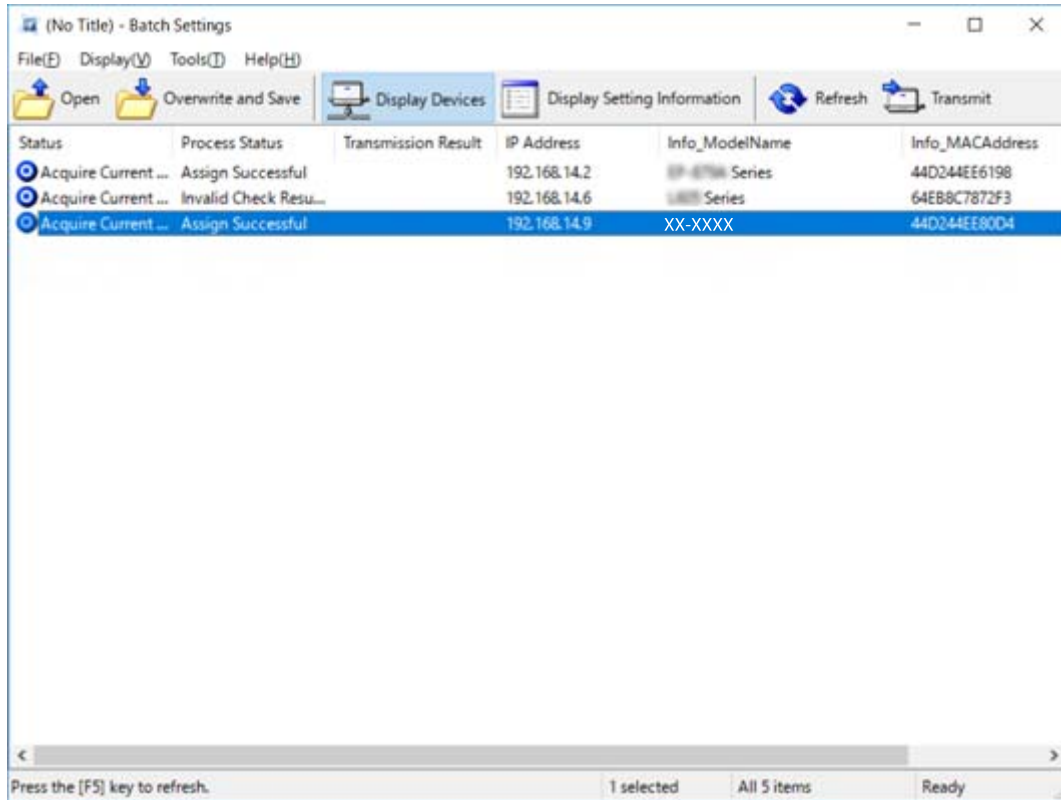 (No Title) - Batch Settings
File(F) Display(V) Tools(T) Help(H)
Open Overwrite and Save Display Devices Display Setting Information Refresh Transmit
Status Process Status Transmission Result IP Address Info_ModelName Info_MACAddress
Acquire Current ... Assign Successful 192.168.14.2 Series 44D244EE6198
Acquire Current ... Invalid Check Resu... 192.168.14.6 Series 64EB8C7872F3
Acquire Current ... Assign Successful 192.168.14.9 XX-XXXX 44D244EE80D4
Press the [F5] key to refresh. 1 selected All 5 items Ready